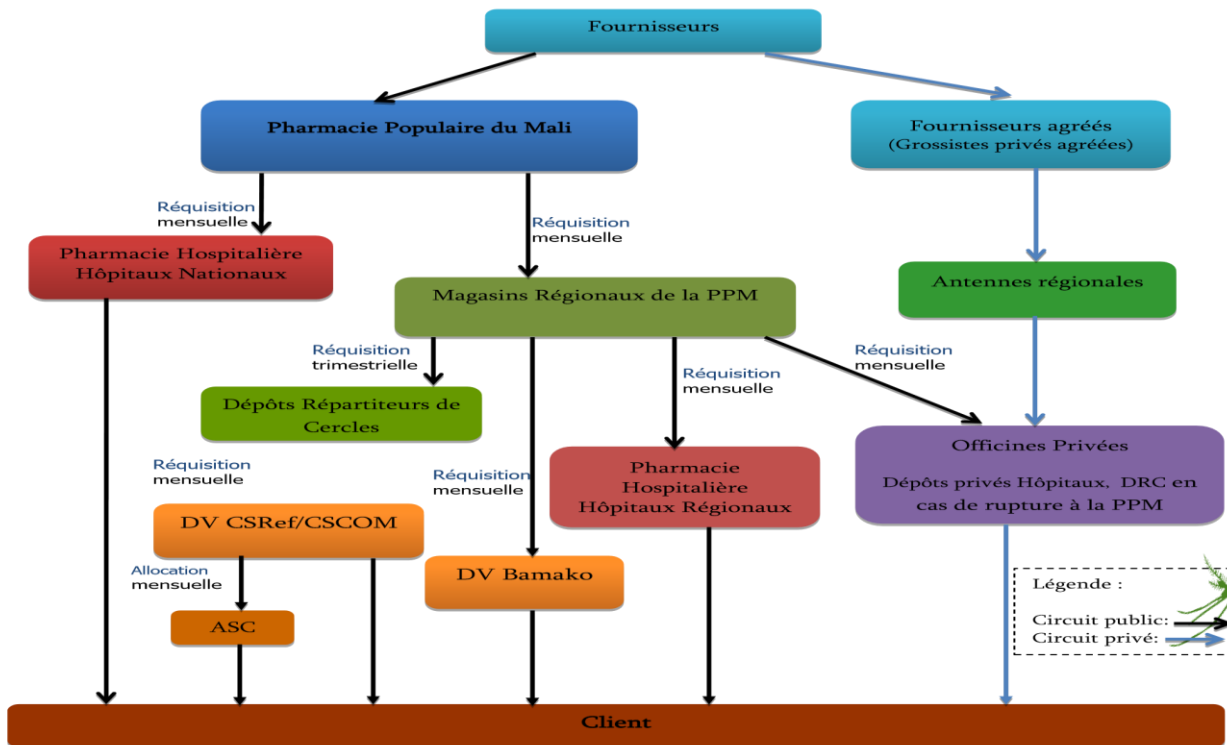 Fournisseurs
Pharmacie Populaire du Mali
Fournisseurs agréés
(Grossistes privés agréées)
Réquisition
mensuelle
Réquisition
mensuelle
Pharmacie Hospitalière
Hôpitaux Nationaux
Magasins Régionaux de la PPM
Antennes régionales
Réquisition
trimestrielle
Réquisition
mensuelle
Réquisition
mensuelle
Dépôts Répartiteurs de
Cercles
Officines Privées
Dépôts privés Hôpitaux, DRC en
cas de rupture à la PPM
Réquisition
mensuelle
Réquisition
mensuelle
Pharmacie
Hospitalière
Hôpitaux Régionaux
DV CSRef/CSCOM
Allocation
mensuelle
DV Bamako
ASC
Légende :
Circuit public:
Circuit privé:
Client